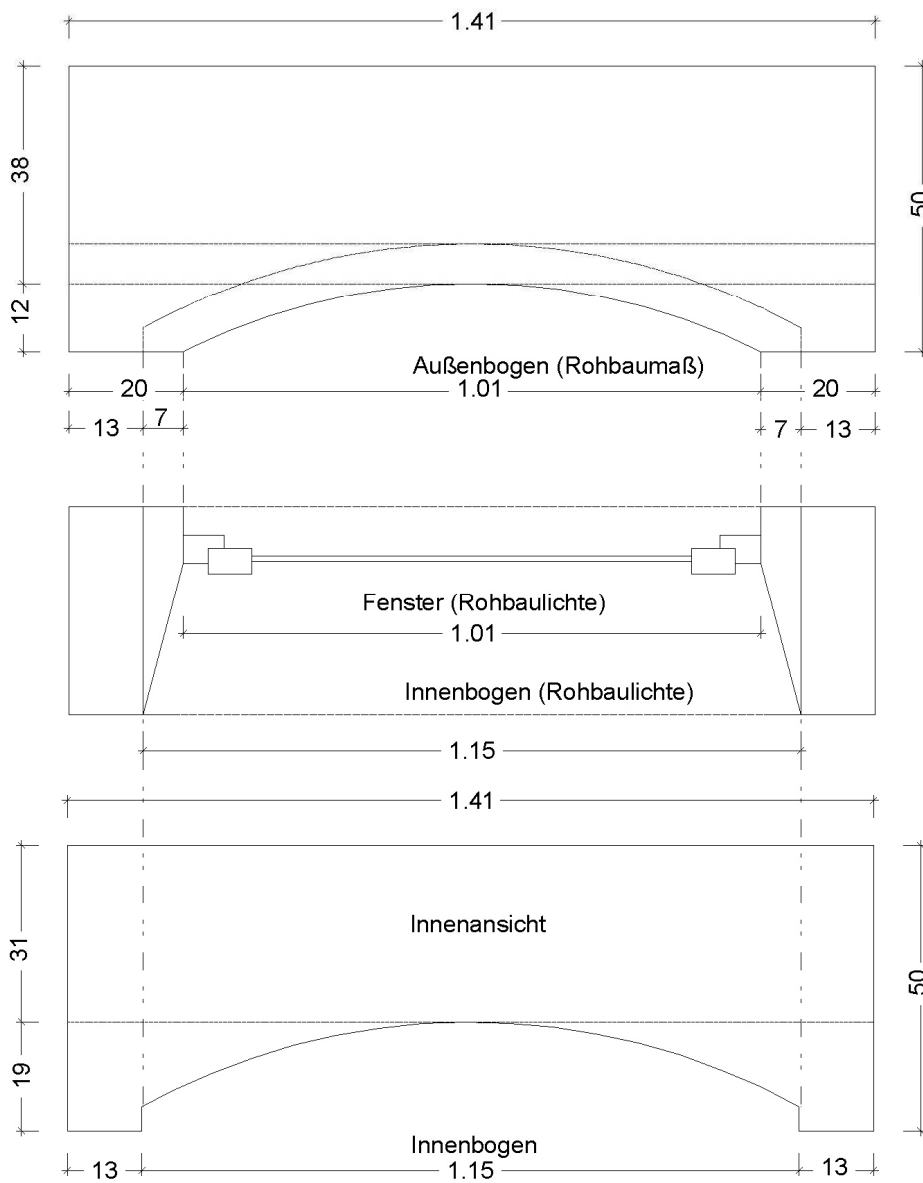 1.41
38
50
12
Außenbogen (Rohbaumaß)
20 1.01 20
13 7 7 13
Fenster (Rohbaulichte)
1.01
Innenbogen (Rohbaulichte)
1.15
1.41
Innenansicht
31
50
19
Innenbogen
13 1.15 13